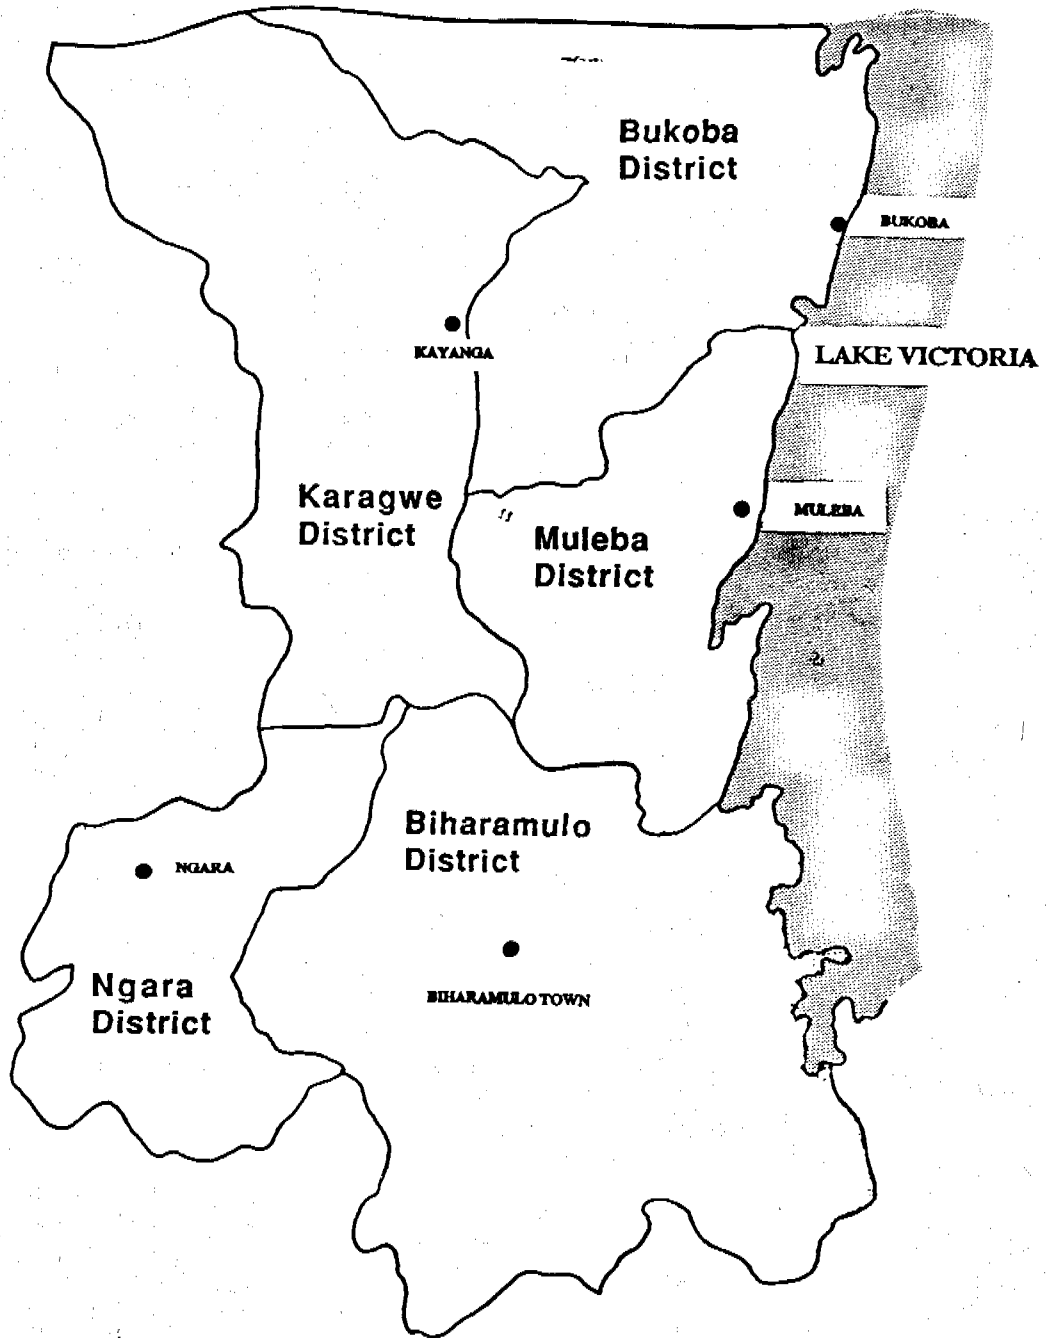 Bukoba
District
BUKOBA
KAYANGA
LAKE VICTORIA
Karagwe
District
MULEBA
Muleba
District
Biharamulo
District
NGARA
BIHARAMULO TOWN
Ngara
District